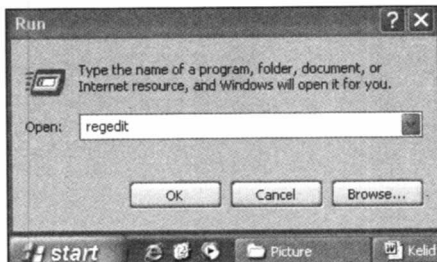 Run
Type the name of a program, folder, document, or
Internet resource, and Windows will open it for you.
Open: regedit
OK Cancel Browse...
start Picture Kelid